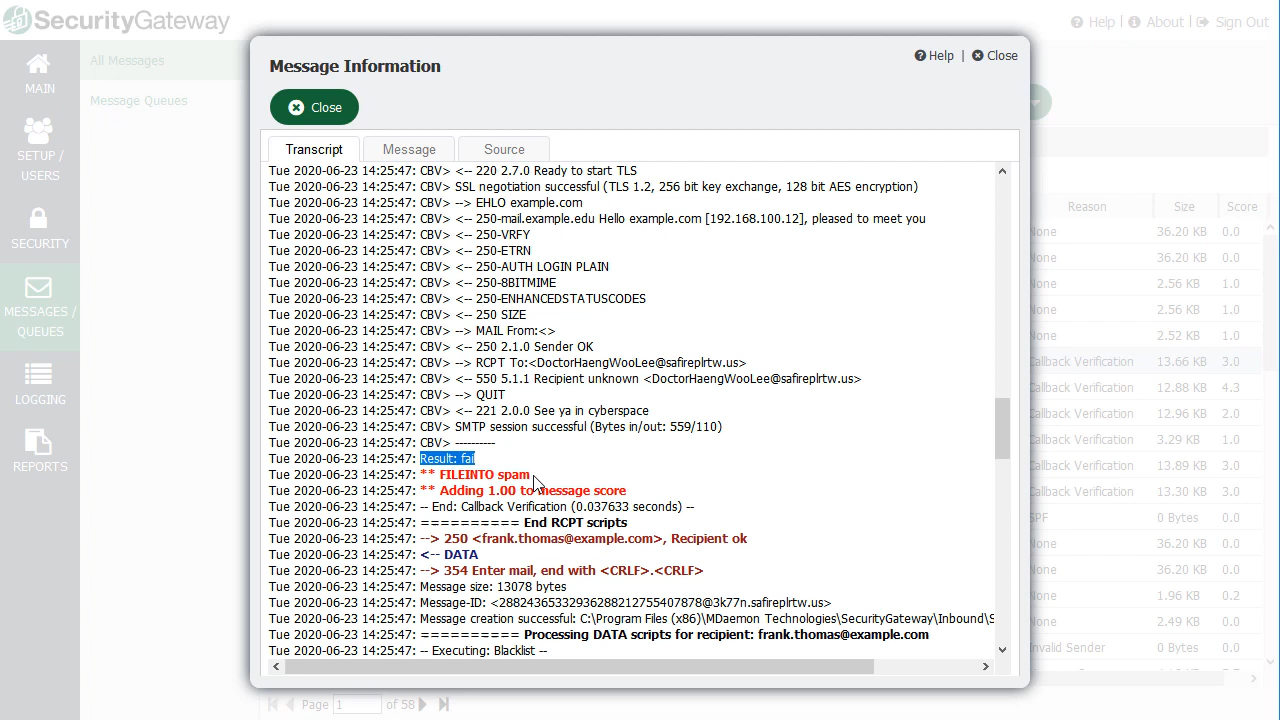 SecurityGateway
Help | About | Sign Out
MAIN
SETUP /
USERS
SECURITY
MESSAGES /
QUEUES
LOGGING
REPORTS
All Messages
Message Queues
Message Information
Help | Close
Close
Transcript
Message
Source
Tue 2020-06-23 14:25:47: CBV> <-- 220 2.7.0 Ready to start TLS
Tue 2020-06-23 14:25:47: CBV> SSL negotiation successful (TLS 1.2, 256 bit key exchange, 128 bit AES encryption)
Tue 2020-06-23 14:25:47: CBV> --> EHLO example.com
Tue 2020-06-23 14:25:47: CBV> <-- 250-mail.example.edu Hello example.com [192.168.100.12], pleased to meet you
Tue 2020-06-23 14:25:47: CBV> <-- 250-VRFY
Tue 2020-06-23 14:25:47: CBV> <-- 250-ETRN
Tue 2020-06-23 14:25:47: CBV> <-- 250-AUTH LOGIN PLAIN
Tue 2020-06-23 14:25:47: CBV> <-- 250-8BITMIME
Tue 2020-06-23 14:25:47: CBV> <-- 250-ENHANCEDSTATUSCODES
Tue 2020-06-23 14:25:47: CBV> <-- 250 SIZE
Tue 2020-06-23 14:25:47: CBV> --> MAIL From:<>
Tue 2020-06-23 14:25:47: CBV> <-- 250 2.1.0 Sender OK
Tue 2020-06-23 14:25:47: CBV> --> RCPT To:<DoctorHaengWooLee@safireplrtw.us>
Tue 2020-06-23 14:25:47: CBV> <-- 550 5.1.1 Recipient unknown <DoctorHaengWooLee@safireplrtw.us>
Tue 2020-06-23 14:25:47: CBV> --> QUIT
Tue 2020-06-23 14:25:47: CBV> <-- 221 2.0.0 See ya in cyberspace
Tue 2020-06-23 14:25:47: CBV> SMTP session successful (Bytes in/out: 559/110)
Tue 2020-06-23 14:25:47: CBV> ----------
Tue 2020-06-23 14:25:47: Result: fail
Tue 2020-06-23 14:25:47: ** FILEINTO spam
Tue 2020-06-23 14:25:47: ** Adding 1.00 to message score
Tue 2020-06-23 14:25:47: -- End: Callback Verification (0.037633 seconds) --
Tue 2020-06-23 14:25:47: ========== End RCPT scripts
Tue 2020-06-23 14:25:47: --> 250 <frank.thomas@example.com>, Recipient ok
Tue 2020-06-23 14:25:47: <-- DATA
Tue 2020-06-23 14:25:47: --> 354 Enter mail, end with <CRLF>.<CRLF>
Tue 2020-06-23 14:25:47: Message size: 13078 bytes
Tue 2020-06-23 14:25:47: Message-ID: <28824365332936288212755407878@3k77n.safireplrtw.us>
Tue 2020-06-23 14:25:47: Message creation successful: C:\Program Files (x86)\MDaemon Technologies\SecurityGateway\Inbound\S
Tue 2020-06-23 14:25:47: ========== Processing DATA scripts for recipient: frank.thomas@example.com
Tue 2020-06-23 14:25:47: -- Executing: Blacklist --
Reason Size Score
None 36.20 KB 0.0
None 36.20 KB 0.0
None 2.56 KB 1.0
None 2.56 KB 1.0
None 2.52 KB 1.0
Callback Verification 13.66 KB 3.0
Callback Verification 12.88 KB 4.3
Callback Verification 12.96 KB 2.0
Callback Verification 3.29 KB 1.0
Callback Verification 13.89 KB 3.0
Callback Verification 13.30 KB 3.0
SPF 0 Bytes 0.0
None 36.20 KB 0.0
None 36.20 KB 0.0
None 1.96 KB 0.2
None 2.49 KB 0.0
Invalid Sender 0 Bytes 0.0
Page 1 of 58